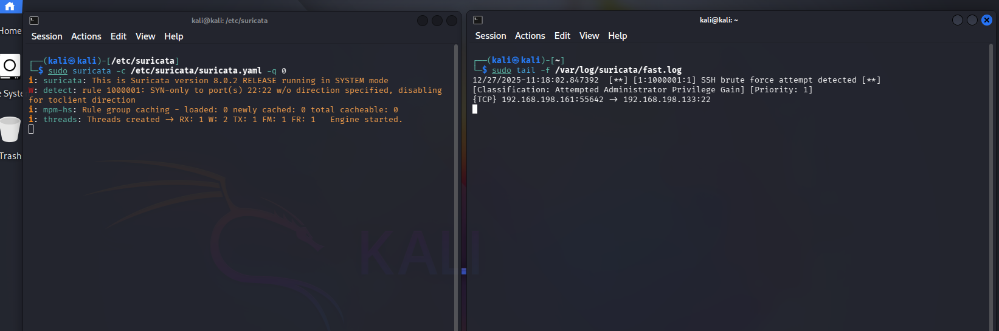 Home
e Syste
Trash
kali@kali: /etc/suricata
Session Actions Edit View Help
┌──(kali㉿kali)-[/etc/suricata]
└─$ sudo suricata -c /etc/suricata/suricata.yaml -q 0
i: suricata: This is Suricata version 8.0.2 RELEASE running in SYSTEM mode
W: detect: rule 1000001: SYN-only to port(s) 22:22 w/o direction specified, disabling
for toclient direction
i: mpm-hs: Rule group caching - loaded: 0 newly cached: 0 total cacheable: 0
i: threads: Threads created -> RX: 1 W: 2 TX: 1 FM: 1 FR: 1   Engine started.
KALI
kali@kali: ~
Session Actions Edit View Help
┌──(kali㉿kali)-[~]
└─$ sudo tail -f /var/log/suricata/fast.log
12/27/2025-11:18:02.847392  [**] [1:1000001:1] SSH brute force attempt detected [**]
[Classification: Attempted Administrator Privilege Gain] [Priority: 1]
{TCP} 192.168.198.161:55642 -> 192.168.198.133:22